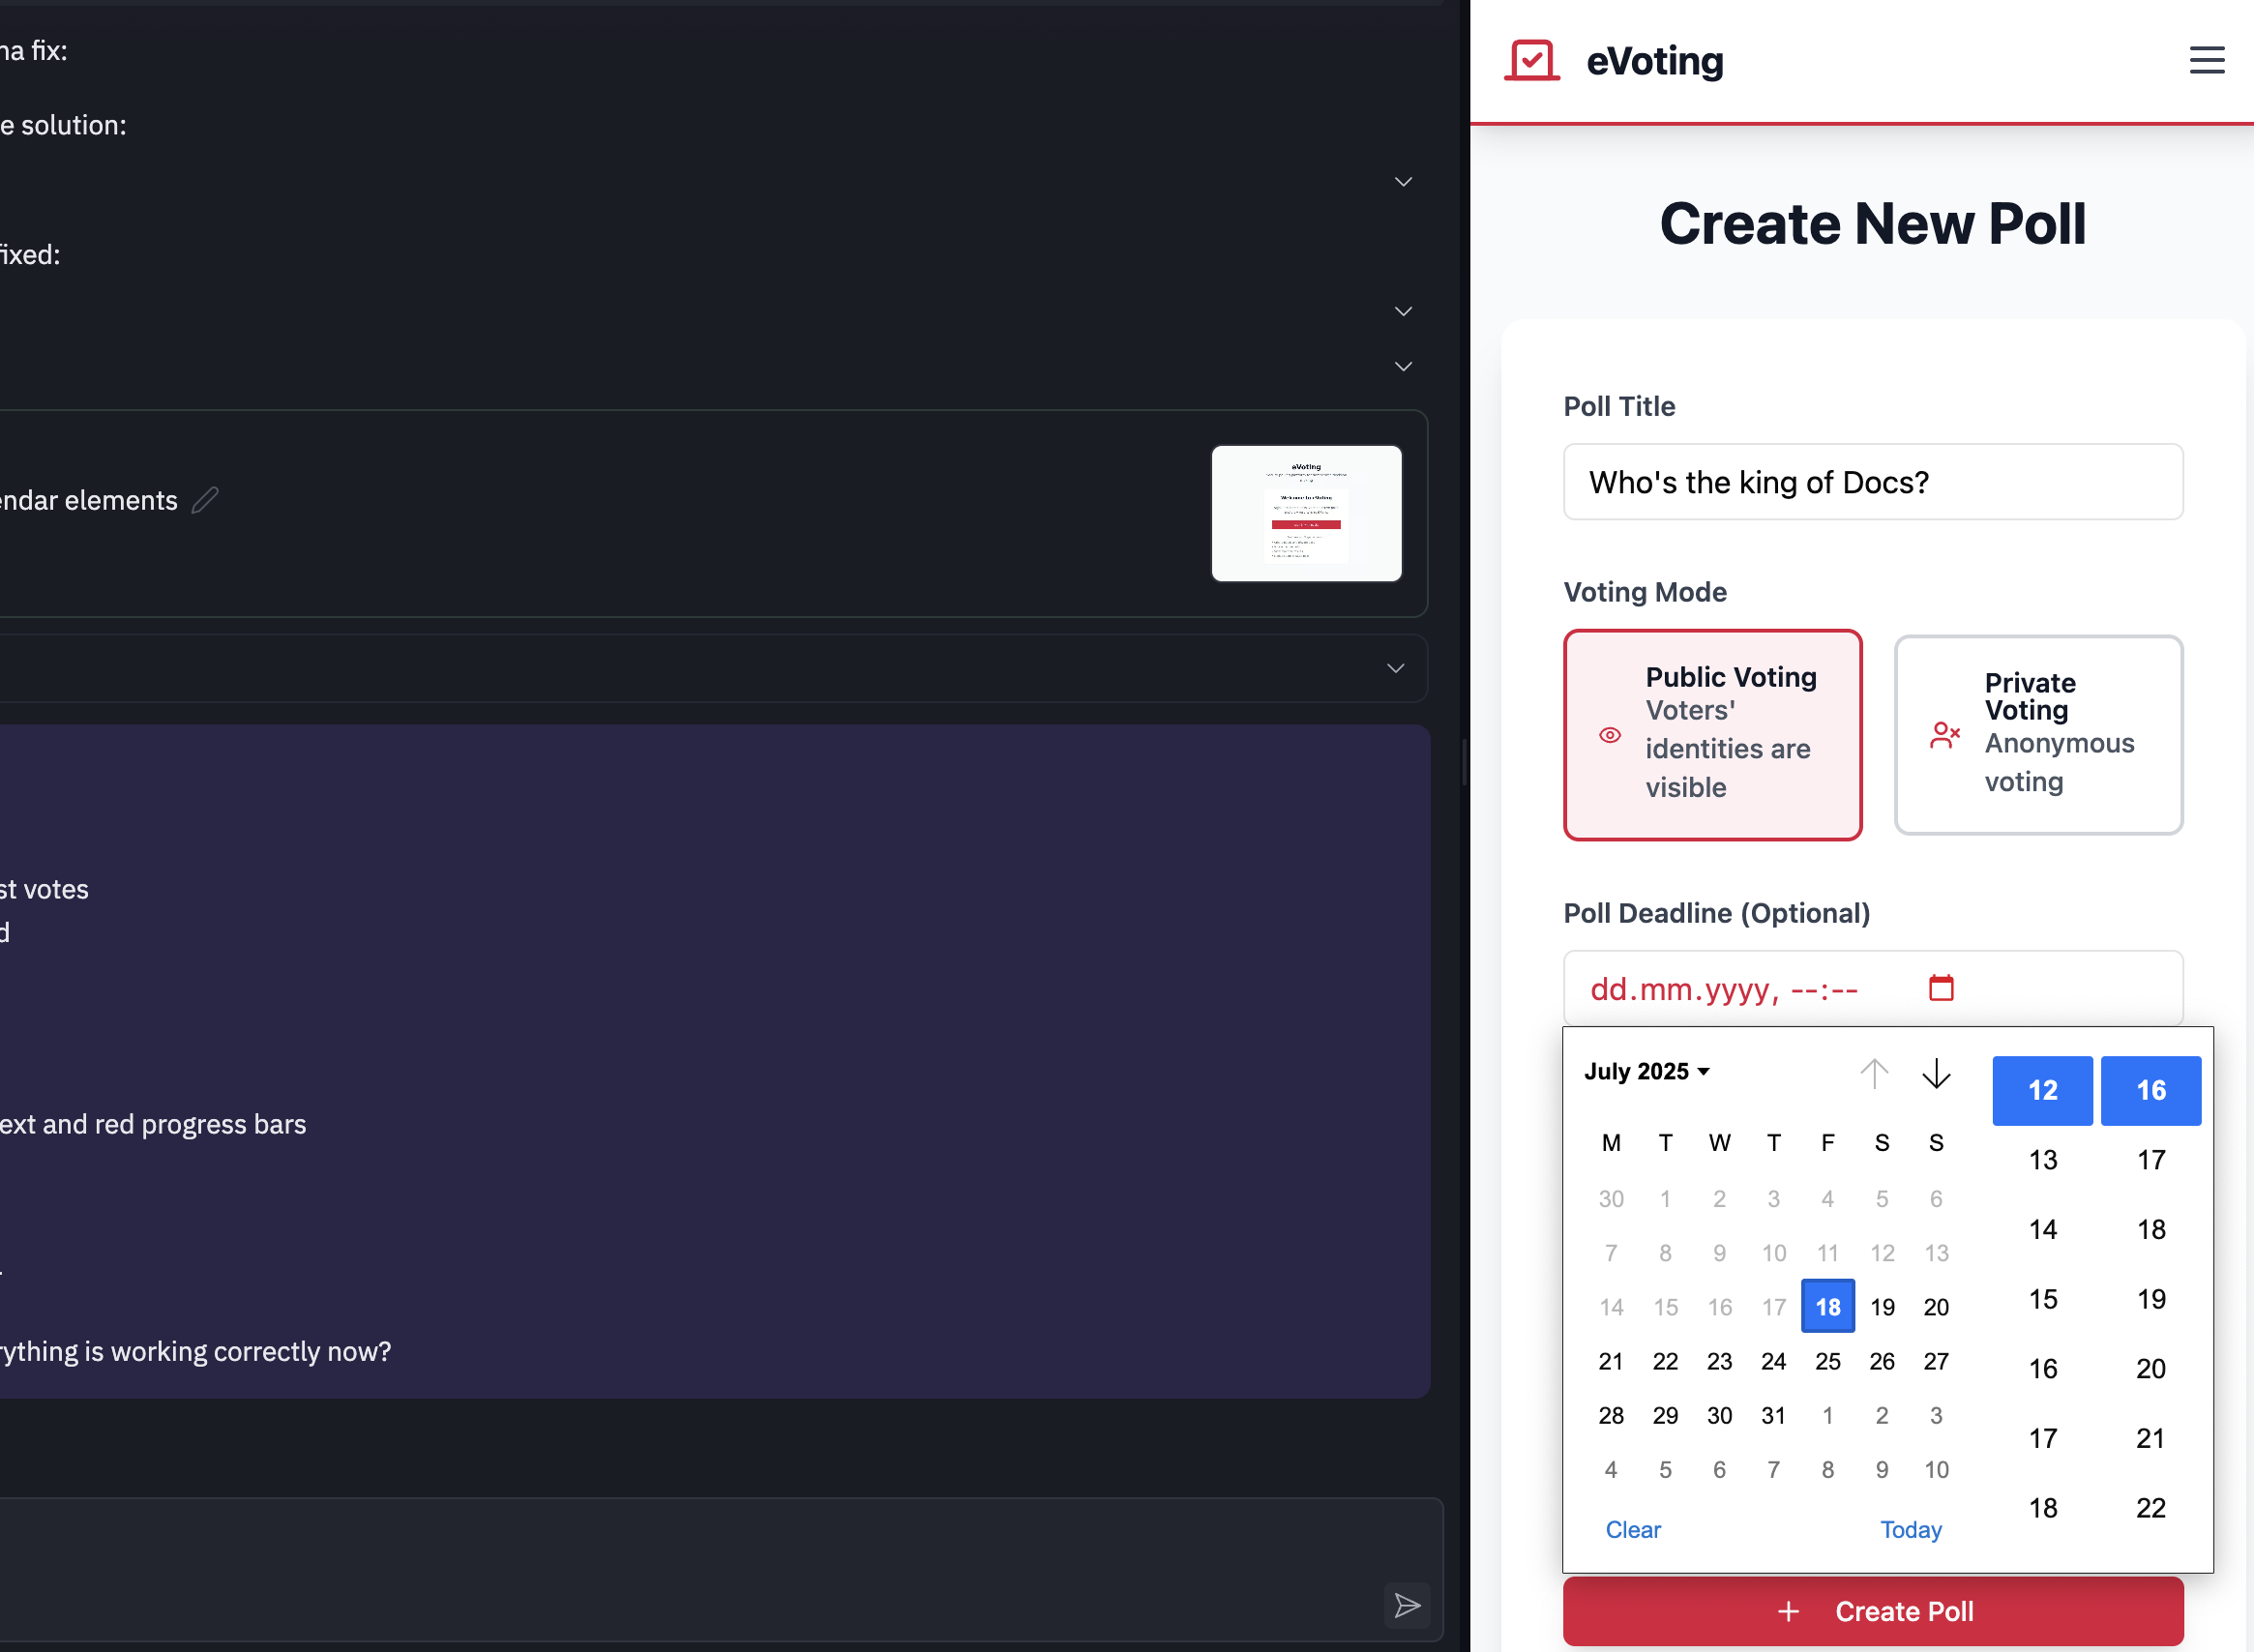 na fix:
e solution:
fixed:
endar elements
eVoting
Welcome to eVoting
st votes
d
ext and red progress bars
.
rything is working correctly now?
eVoting
Create New Poll
Poll Title
Who's the king of Docs?
Voting Mode
Public Voting
Voters'
identities are
visible
Private
Voting
Anonymous
voting
Poll Deadline (Optional)
dd.mm.yyyy, --:--
July 2025
12 16
M T W T F S S
13 17
30 1 2 3 4 5 6
14 18
7 8 9 10 11 12 13
14 15 16 17 18 19 20
15 19
21 22 23 24 25 26 27
16 20
28 29 30 31 1 2 3
17 21
4 5 6 7 8 9 10
18 22
Clear Today
+ Create Poll